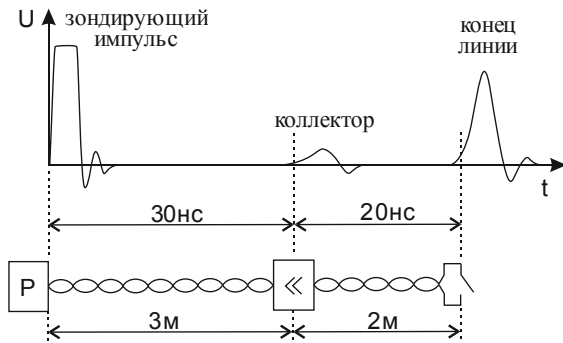 U
зондирующий
импульс
конец
линии
коллектор
t
30нс
20нс
P
«
3м
2м